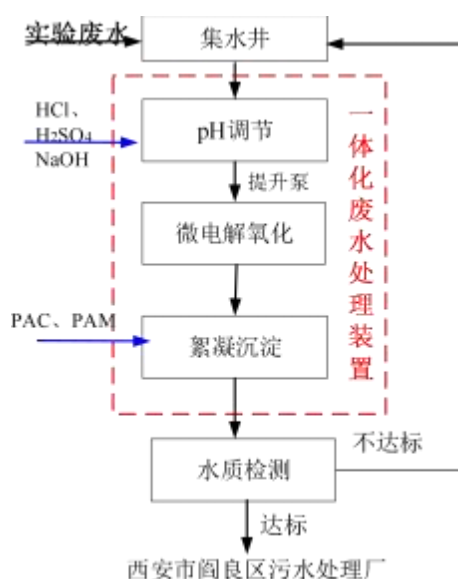 实验废水
集水井
HCl、
H₂SO₄
NaOH
pH调节
提升泵
微电解氧化
PAC、PAM
絮凝沉淀
一体化废水处理装置
水质检测
不达标
达标
西安市阎良区污水处理厂